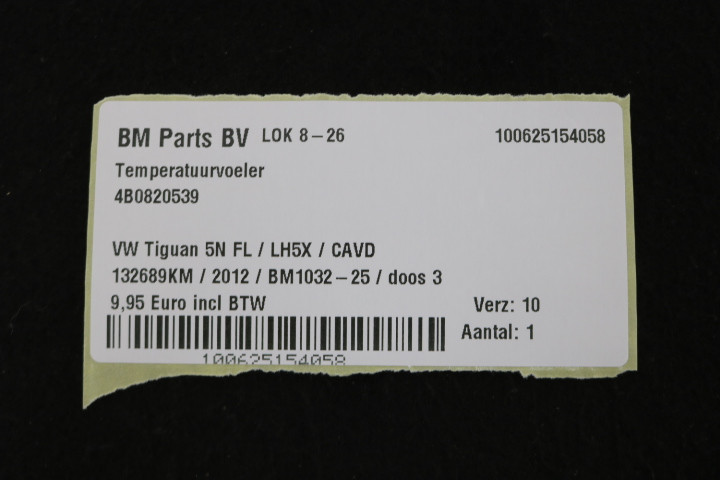 BM Parts BV LOK 8-26 100625154058
Temperatuurvoeler
4B0820539
VW Tiguan 5N FL / LH5X / CAVD
132689KM / 2012 / BM1032-25 / doos 3
9,95 Euro incl BTW Verz: 10
Aantal: 1
100625154058